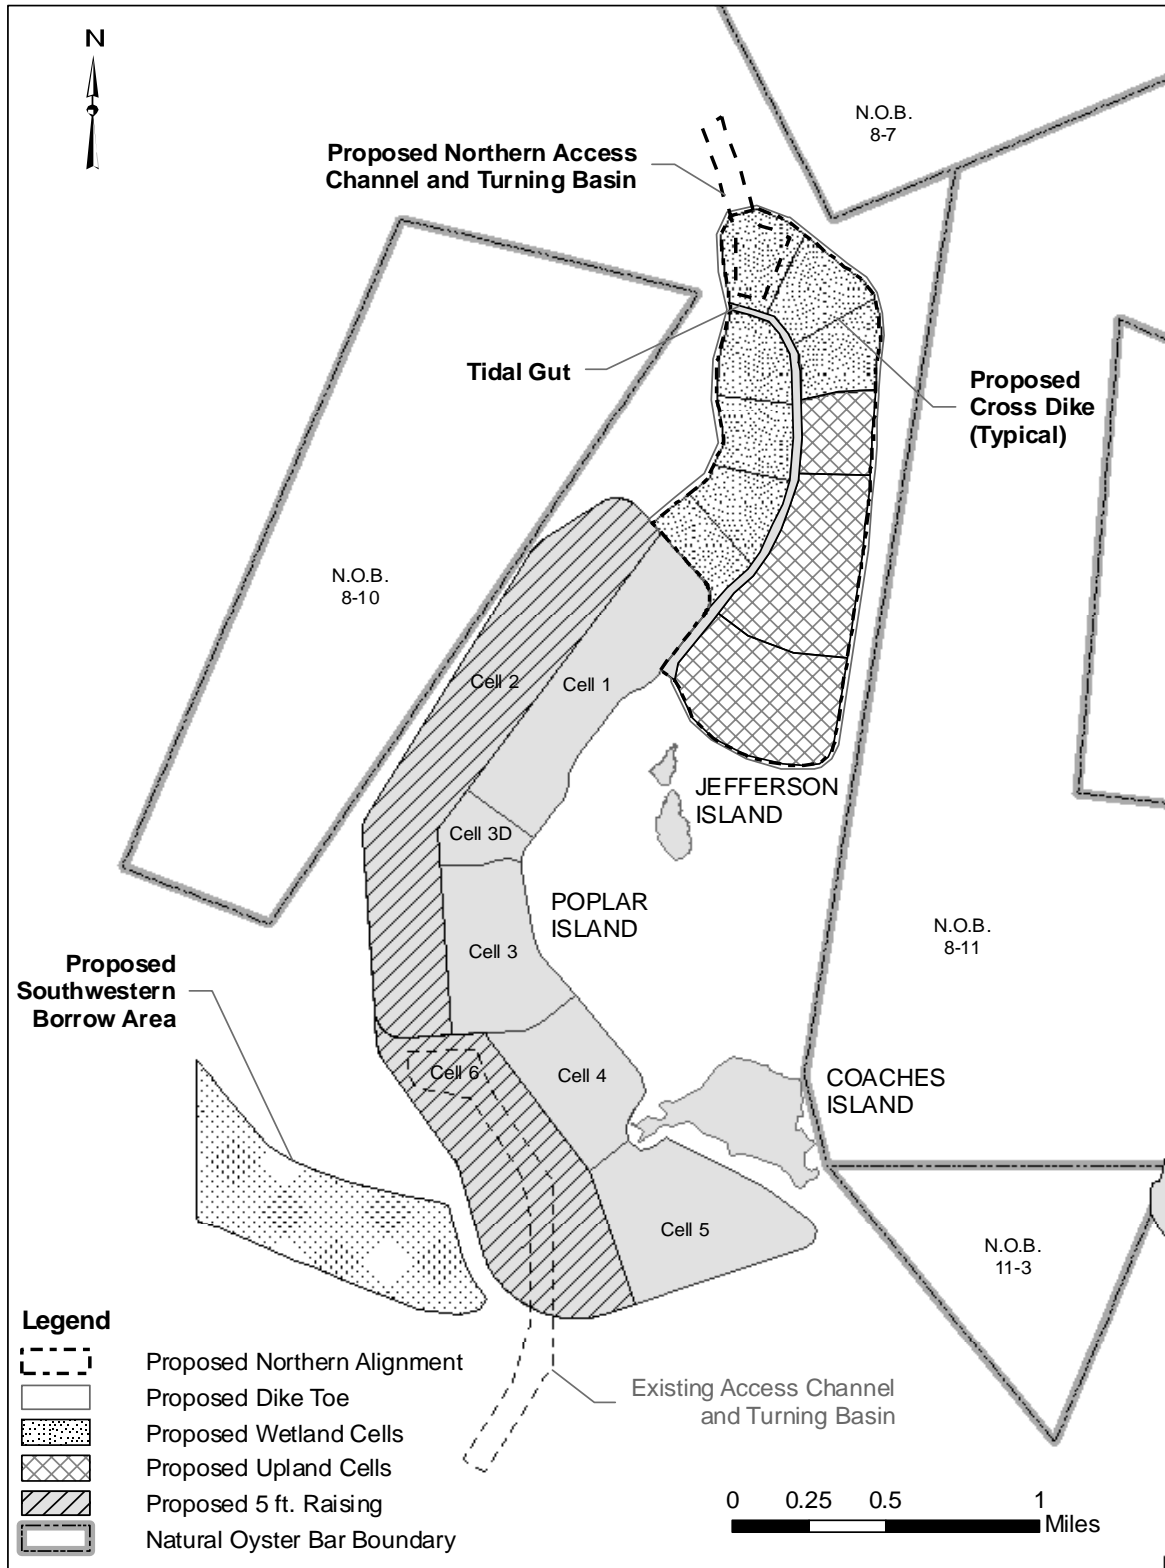 N
N.O.B.
8-7
Proposed Northern Access
Channel and Turning Basin
Tidal Gut
Proposed
Cross Dike
(Typical)
N.O.B.
8-10
Cell 2
Cell 1
JEFFERSON
ISLAND
Cell 3D
POPLAR
ISLAND
N.O.B.
8-11
Cell 3
Proposed
Southwestern
Borrow Area
Cell 6
Cell 4
COACHES
ISLAND
Cell 5
N.O.B.
11-3
Legend
Proposed Northern Alignment
Proposed Dike Toe
Proposed Wetland Cells
Proposed Upland Cells
Proposed 5 ft. Raising
Natural Oyster Bar Boundary
Existing Access Channel
and Turning Basin
0 0.25 0.5 1
Miles